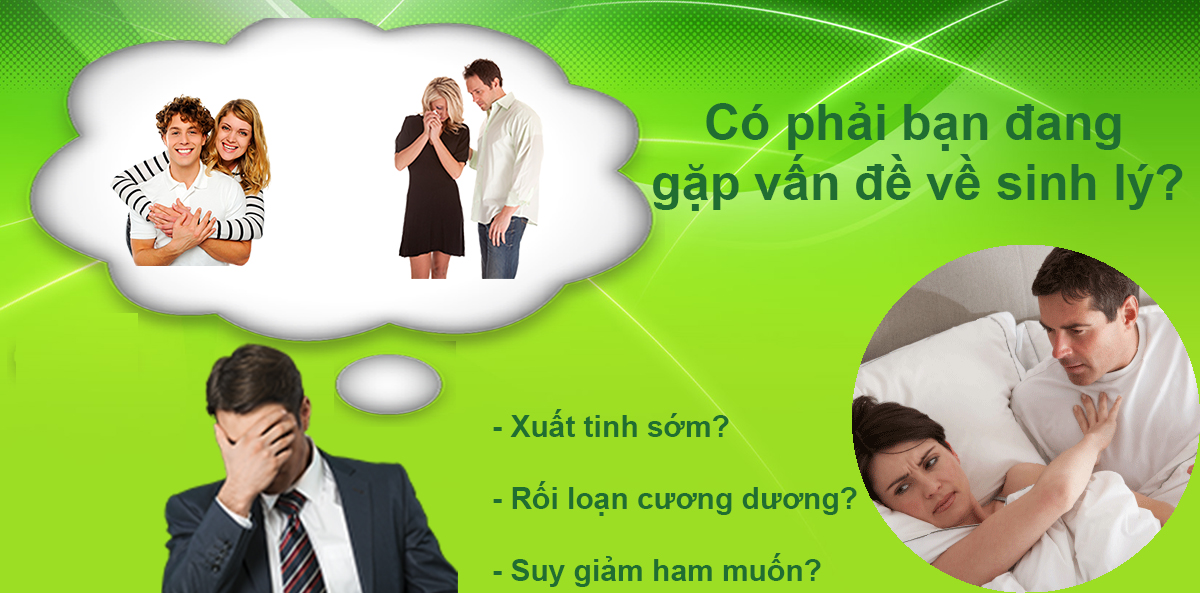 Có phải bạn đang
gặp vấn đề về sinh lý?
- Xuất tinh sớm?
- Rối loạn cương dương?
- Suy giảm ham muốn?